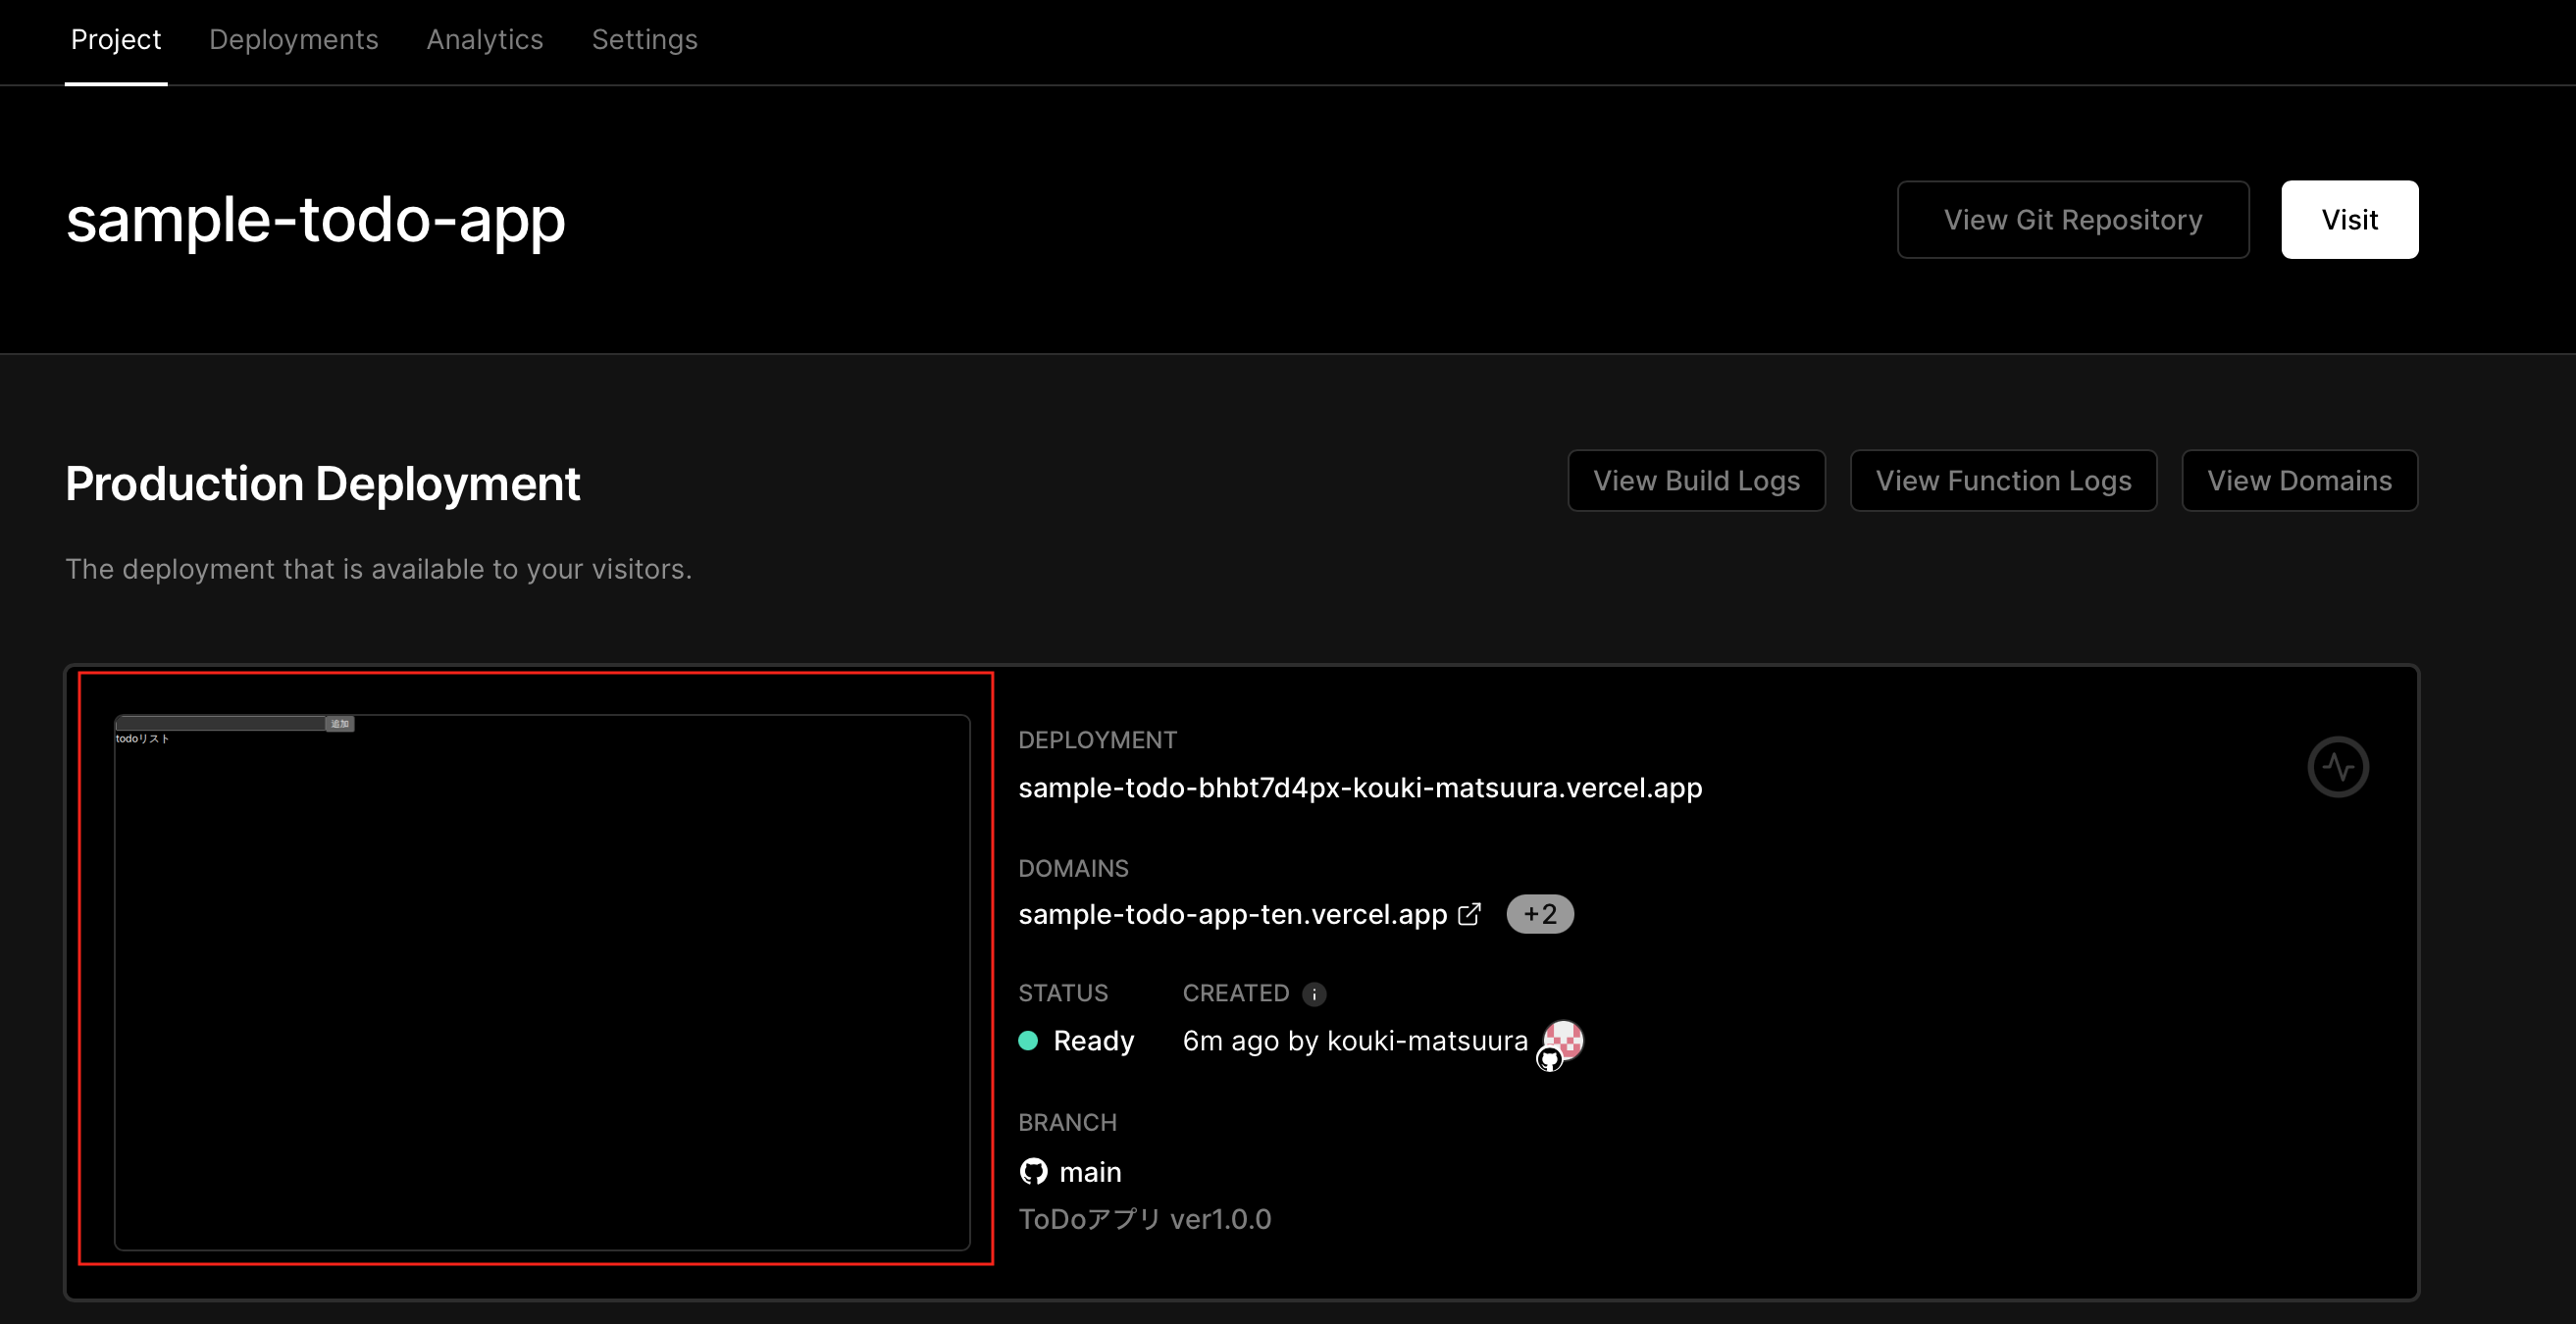 Project Deployments Analytics Settings
sample-todo-app
View Git Repository Visit
Production Deployment
View Build Logs View Function Logs View Domains
The deployment that is available to your visitors.
追加
todoリスト
DEPLOYMENT
sample-todo-bhbt7d4px-kouki-matsuura.vercel.app
DOMAINS
sample-todo-app-ten.vercel.app +2
STATUS CREATED i
Ready 6m ago by kouki-matsuura
BRANCH
main
ToDoアプリ ver1.0.0